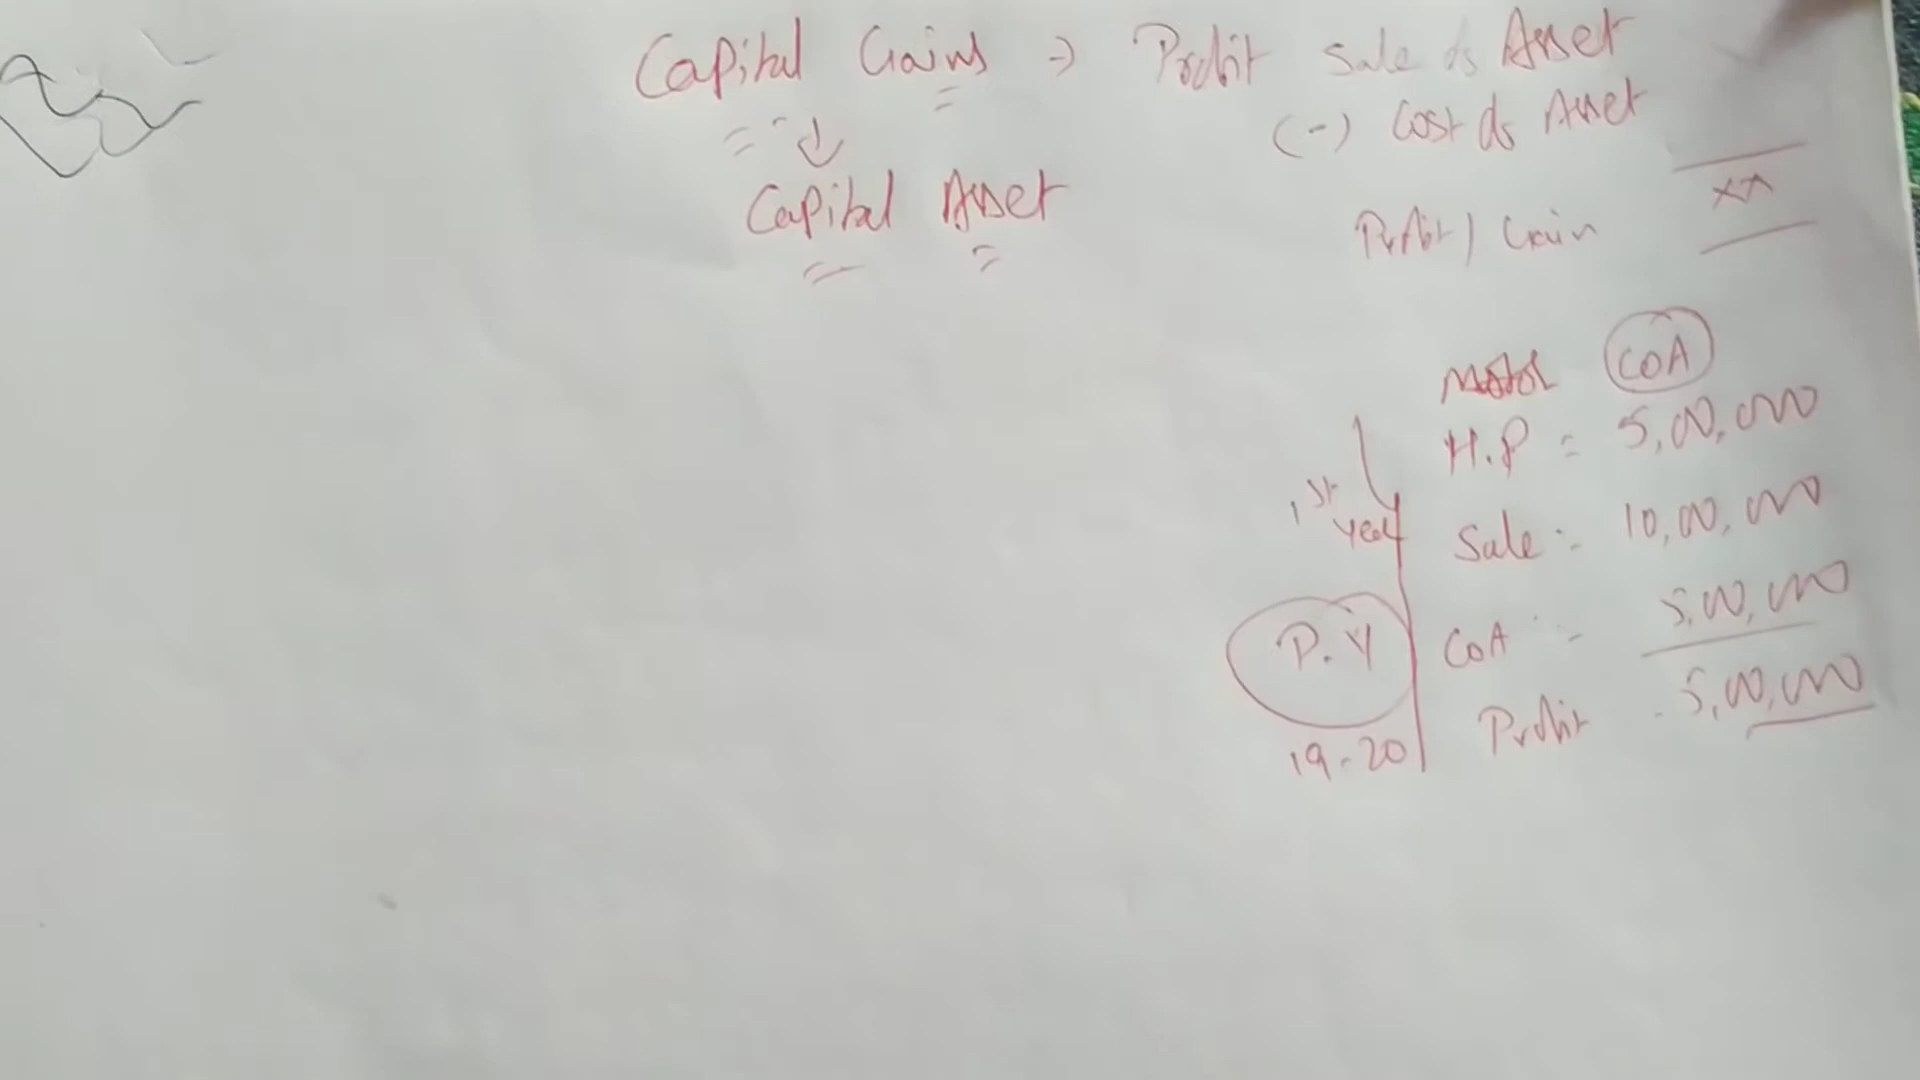 Capital Gains => Profit Sale of Asset
(-) Cost of Asset
Capital Asset
Profit / Gain xx
COA
H.P = 5,00,000
1st year
Sale :- 10,00,000
P.Y
COA :- 5,00,000
Profit - 5,00,000
19-20